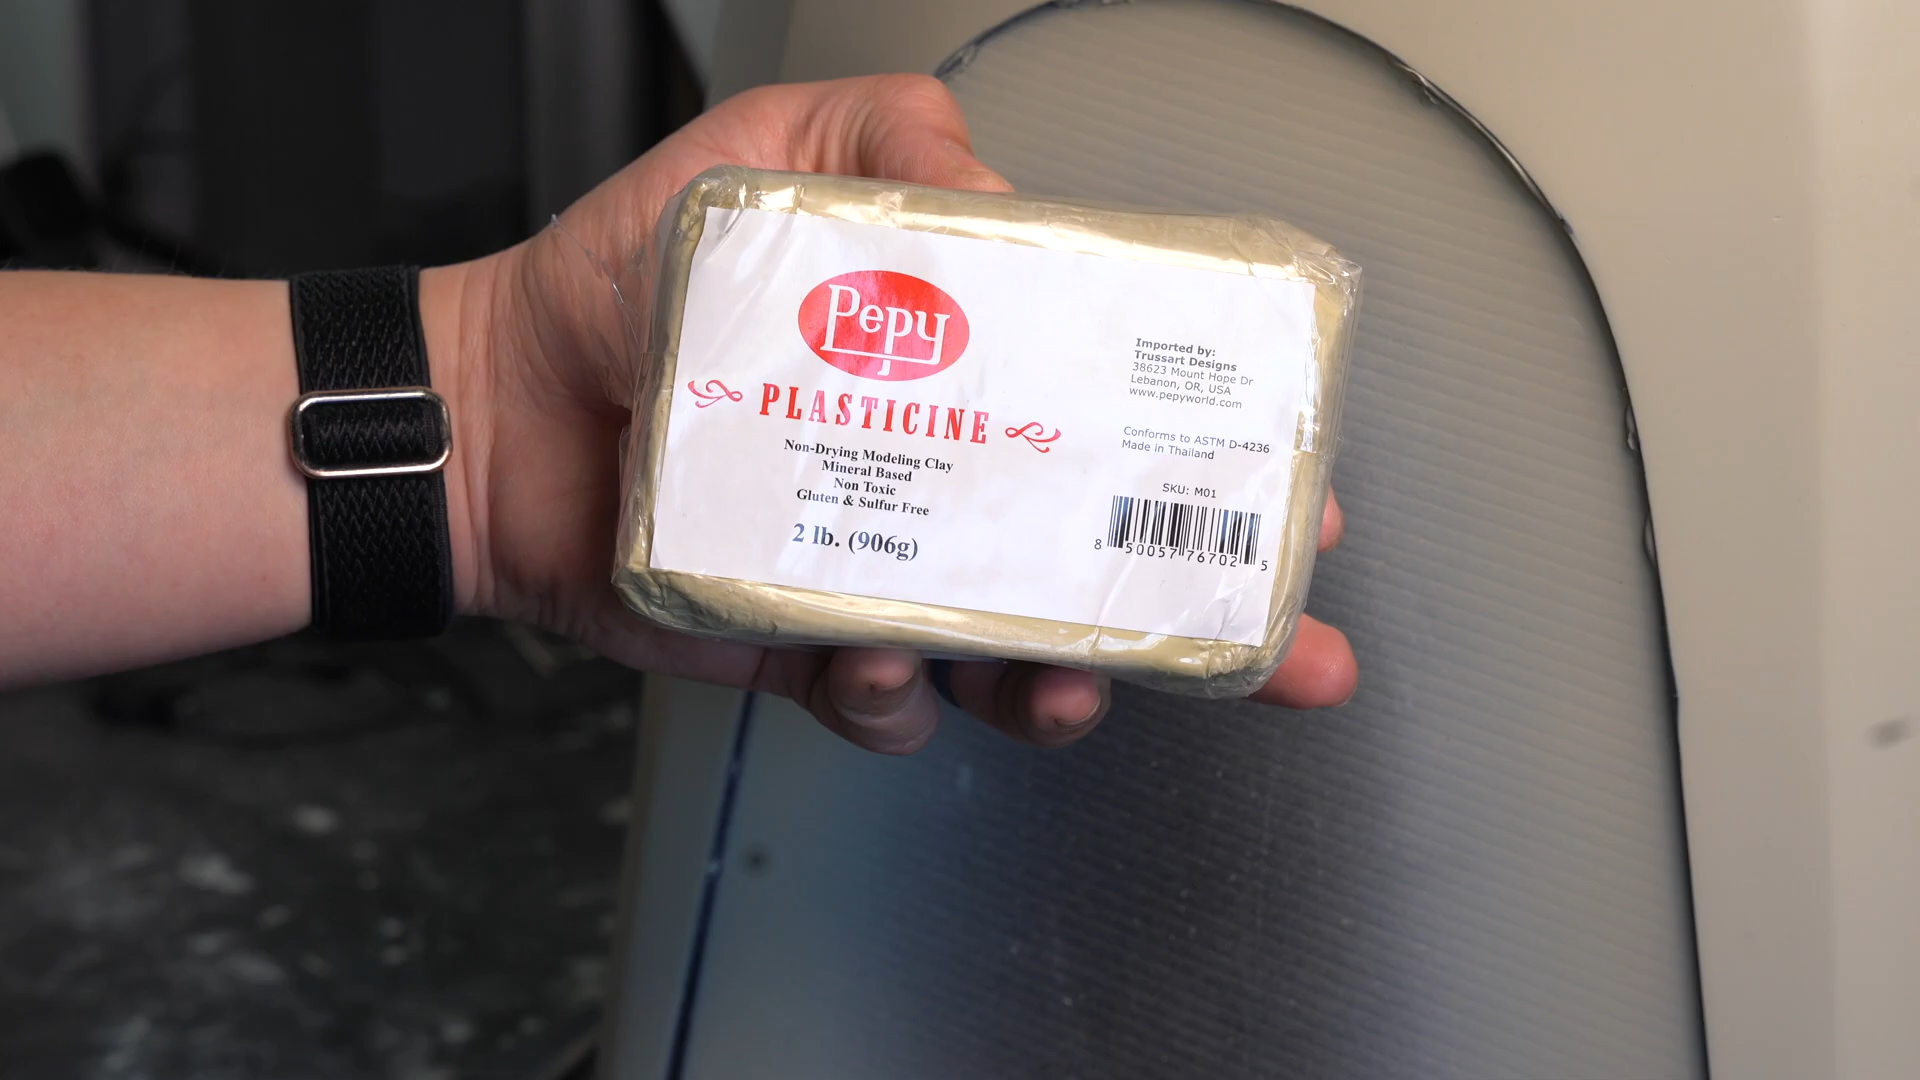 Pepy
PLASTICINE
Non-Drying Modeling Clay
Mineral Based
Non Toxic
Gluten & Sulfur Free
2 lb. (906g)
Imported by:
Trussart Designs
38623 Mount Hope Dr
Lebanon, OR, USA
www.pepyworld.com
Conforms to ASTM D-4236
Made in Thailand
SKU: M01
8 50057 76702 5